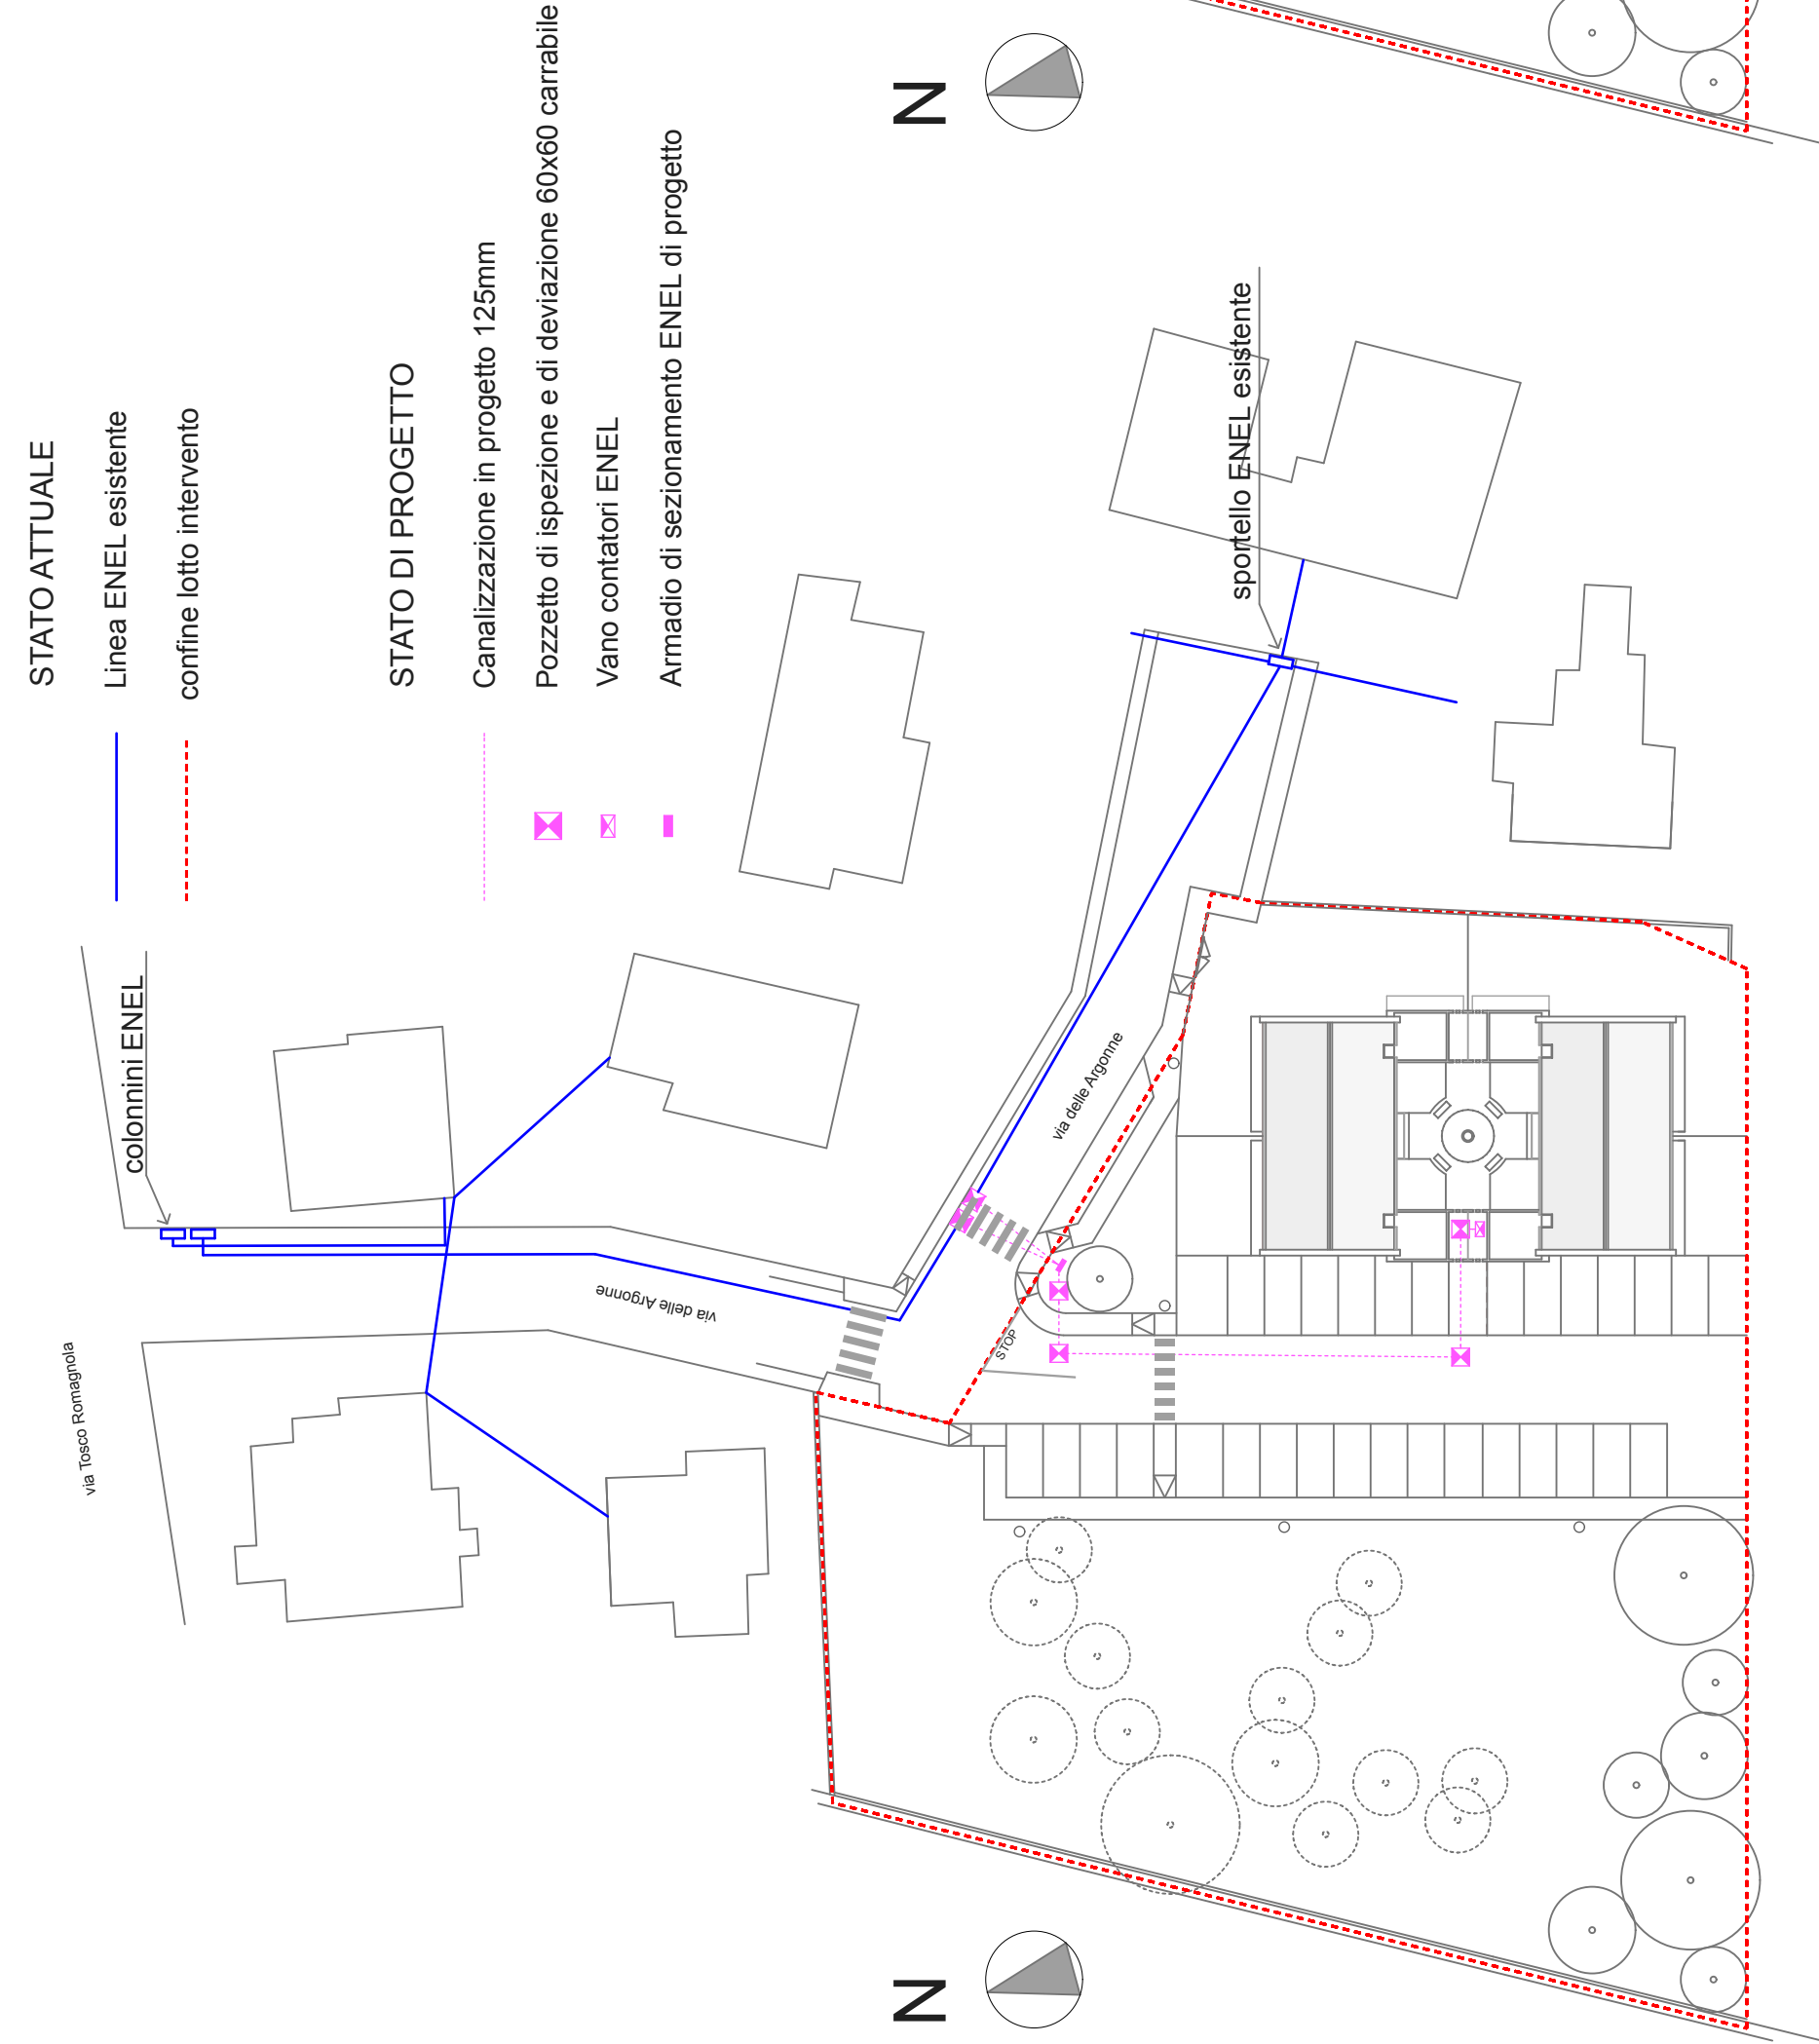 STATO ATTUALE
Linea ENEL esistente
confine lotto intervento
STATO DI PROGETTO
Canalizzazione in progetto 125mm
Pozzetto di ispezione e di deviazione 60x60 carrabile
Vano contatori ENEL
Armadio di sezionamento ENEL di progetto
N
sportello ENEL esistente
colonnini ENEL
via delle Argonne
via delle Argonne
STOP
via Tosco Romagnola
N